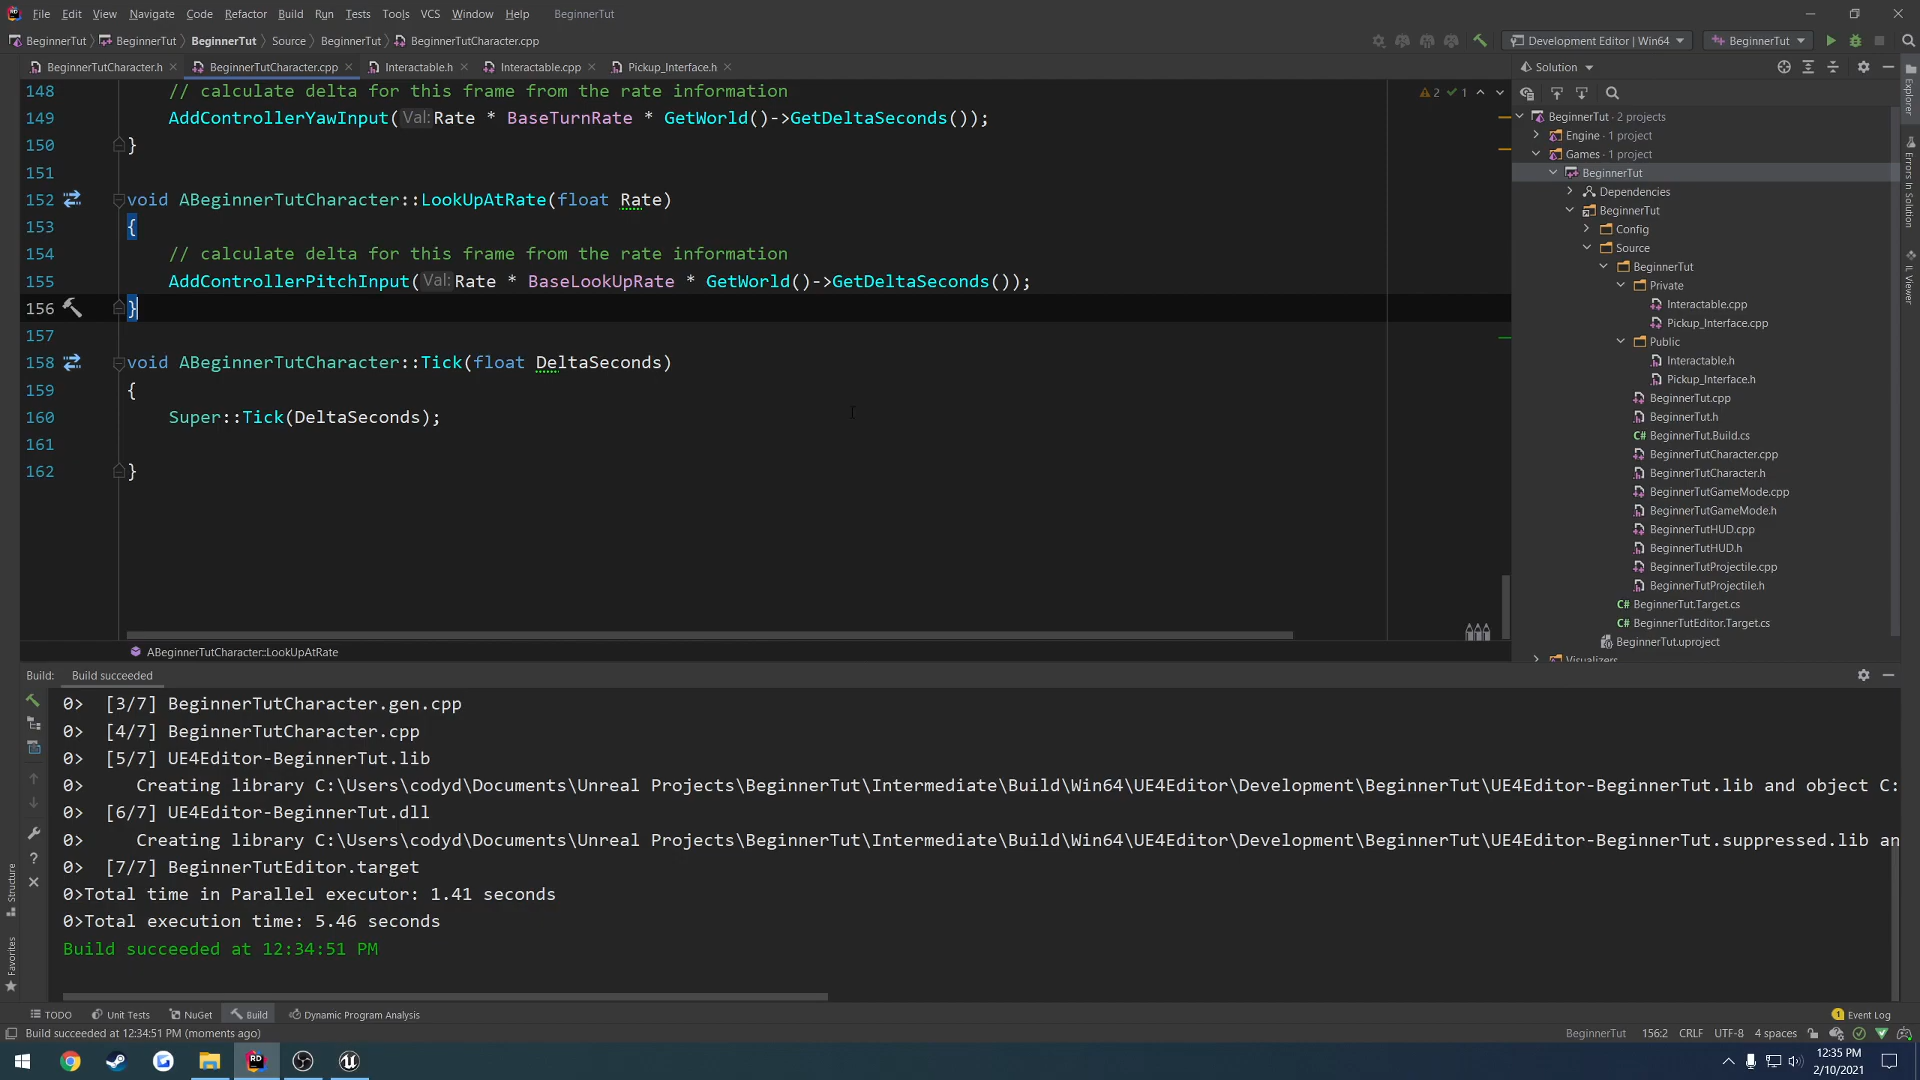 File Edit View Navigate Code Refactor Build Run Tests Tools VCS Window Help BeginnerTut
BeginnerTut BeginnerTut BeginnerTut Source BeginnerTut BeginnerTutCharacter.cpp Development Editor | Win64 BeginnerTut
BeginnerTutCharacter.h BeginnerTutCharacter.cpp Interactable.h Interactable.cpp Pickup_Interface.h
148 // calculate delta for this frame from the rate information
149 AddControllerYawInput(Val:Rate * BaseTurnRate * GetWorld()->GetDeltaSeconds());
150 }
151
152 void ABeginnerTutCharacter::LookUpAtRate(float Rate)
153 {
154 // calculate delta for this frame from the rate information
155 AddControllerPitchInput(Val:Rate * BaseLookUpRate * GetWorld()->GetDeltaSeconds());
156 }
157
158 void ABeginnerTutCharacter::Tick(float DeltaSeconds)
159 {
160 Super::Tick(DeltaSeconds);
161
162 }
2 1
ABeginnerTutCharacter::LookUpAtRate
Solution
BeginnerTut · 2 projects
Engine · 1 project
Games · 1 project
BeginnerTut
Dependencies
BeginnerTut
Config
Source
BeginnerTut
Private
Interactable.cpp
Pickup_Interface.cpp
Public
Interactable.h
Pickup_Interface.h
BeginnerTut.cpp
BeginnerTut.h
C# BeginnerTut.Build.cs
BeginnerTutCharacter.cpp
BeginnerTutCharacter.h
BeginnerTutGameMode.cpp
BeginnerTutGameMode.h
BeginnerTutHUD.cpp
BeginnerTutHUD.h
BeginnerTutProjectile.cpp
BeginnerTutProjectile.h
C# BeginnerTut.Target.cs
C# BeginnerTutEditor.Target.cs
BeginnerTut.uproject
Visualizers
Explorer
Errors In Solution
IL Viewer
Build: Build succeeded
0> [3/7] BeginnerTutCharacter.gen.cpp
0> [4/7] BeginnerTutCharacter.cpp
0> [5/7] UE4Editor-BeginnerTut.lib
0> Creating library C:\Users\codyd\Documents\Unreal Projects\BeginnerTut\Intermediate\Build\Win64\UE4Editor\Development\BeginnerTut\UE4Editor-BeginnerTut.lib and object C:
0> [6/7] UE4Editor-BeginnerTut.dll
0> Creating library C:\Users\codyd\Documents\Unreal Projects\BeginnerTut\Intermediate\Build\Win64\UE4Editor\Development\BeginnerTut\UE4Editor-BeginnerTut.suppressed.lib an
0> [7/7] BeginnerTutEditor.target
0>Total time in Parallel executor: 1.41 seconds
0>Total execution time: 5.46 seconds
Build succeeded at 12:34:51 PM
Structure
Favorites
TODO Unit Tests NuGet Build Dynamic Program Analysis 1 Event Log
Build succeeded at 12:34:51 PM (moments ago) BeginnerTut 156:2 CRLF UTF-8 4 spaces
RD
12:35 PM
2/10/2021